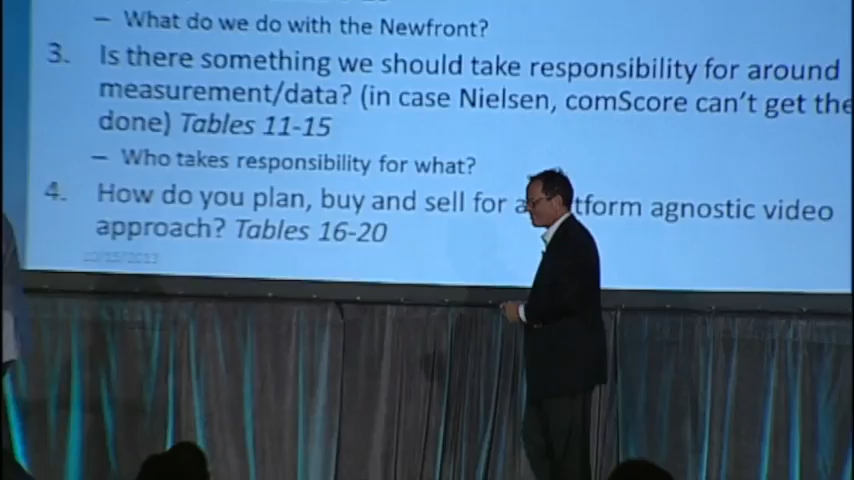 – What do we do with the Newfront?
3. Is there something we should take responsibility for around
measurement/data? (in case Nielsen, comScore can't get the
done) Tables 11-15
– Who takes responsibility for what?
4. How do you plan, buy and sell for a tform agnostic video
approach? Tables 16-20